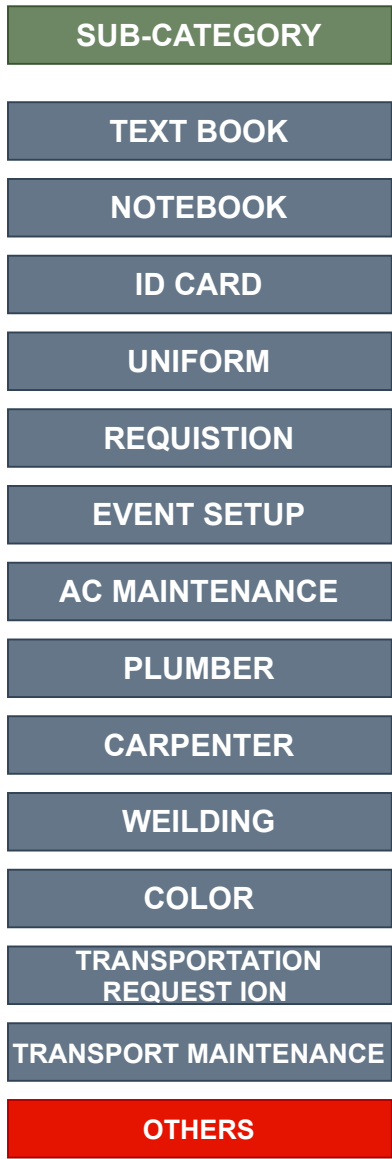 SUB-CATEGORY
TEXT BOOK
NOTEBOOK
ID CARD
UNIFORM
REQUISTION
EVENT SETUP
AC MAINTENANCE
PLUMBER
CARPENTER
WEILDING
COLOR
TRANSPORTATION
REQUEST ION
TRANSPORT MAINTENANCE
OTHERS